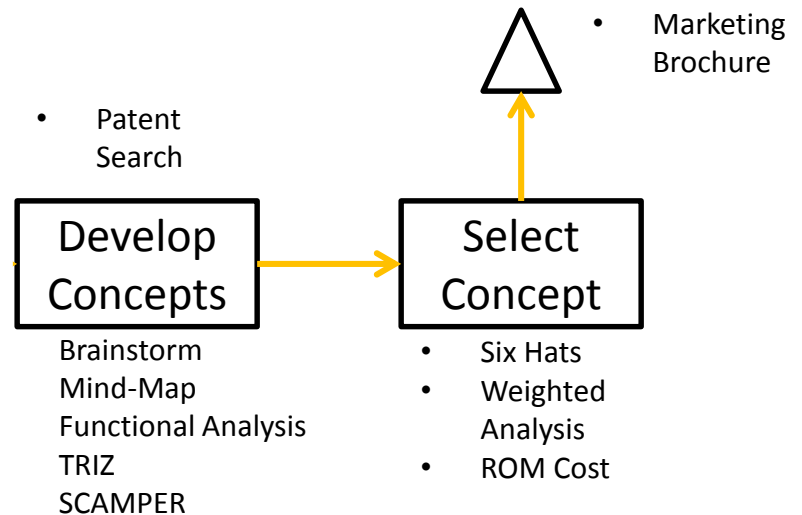 • Marketing
Brochure
• Patent
Search
Develop
Concepts
Select
Concept
Brainstorm
Mind-Map
Functional Analysis
TRIZ
SCAMPER
• Six Hats
• Weighted
Analysis
• ROM Cost